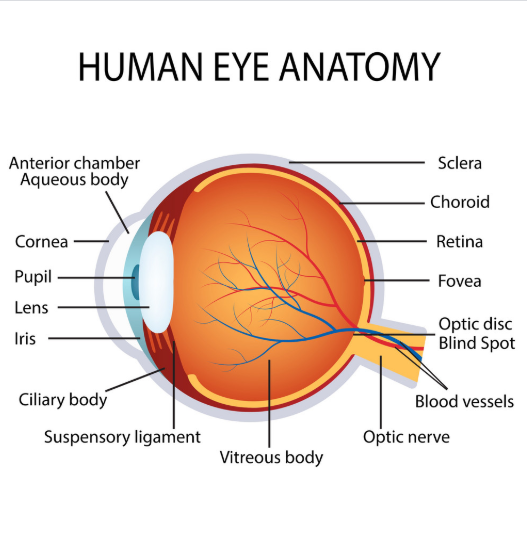 HUMAN EYE ANATOMY
Anterior chamber
Aqueous body
Cornea
Pupil
Lens
Iris
Ciliary body
Suspensory ligament
Vitreous body
Sclera
Choroid
Retina
Fovea
Optic disc
Blind Spot
Blood vessels
Optic nerve